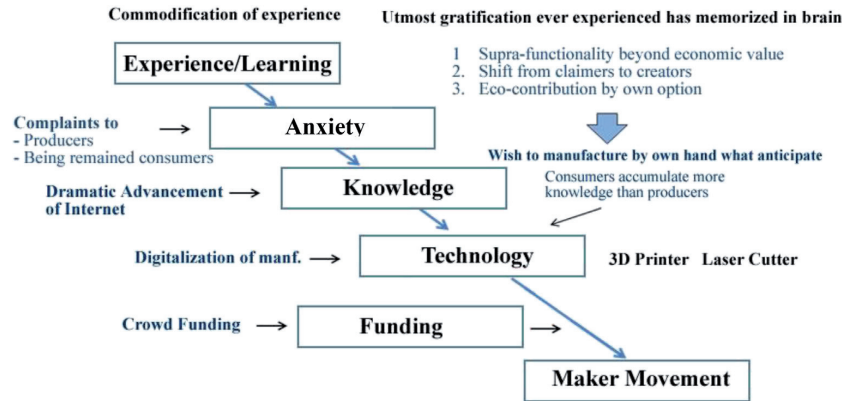 Commodification of experience
Utmost gratification ever experienced has memorized in brain
Experience/Learning
1 Supra-functionality beyond economic value
2. Shift from claimers to creators
3. Eco-contribution by own option
Complaints to
- Producers
- Being remained consumers
Anxiety
Wish to manufacture by own hand what anticipate
Consumers accumulate more
knowledge than producers
Dramatic Advancement
of Internet
Knowledge
Digitalization of manf.
Technology
3D Printer Laser Cutter
Crowd Funding
Funding
Maker Movement